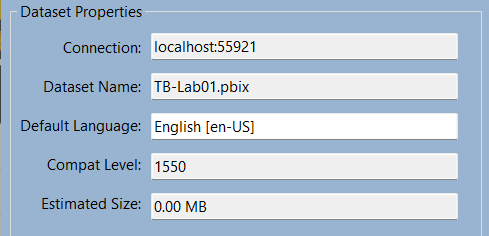 Dataset Properties
Connection: localhost:55921
Dataset Name: TB-Lab01.pbix
Default Language: English [en-US]
Compat Level: 1550
Estimated Size: 0.00 MB